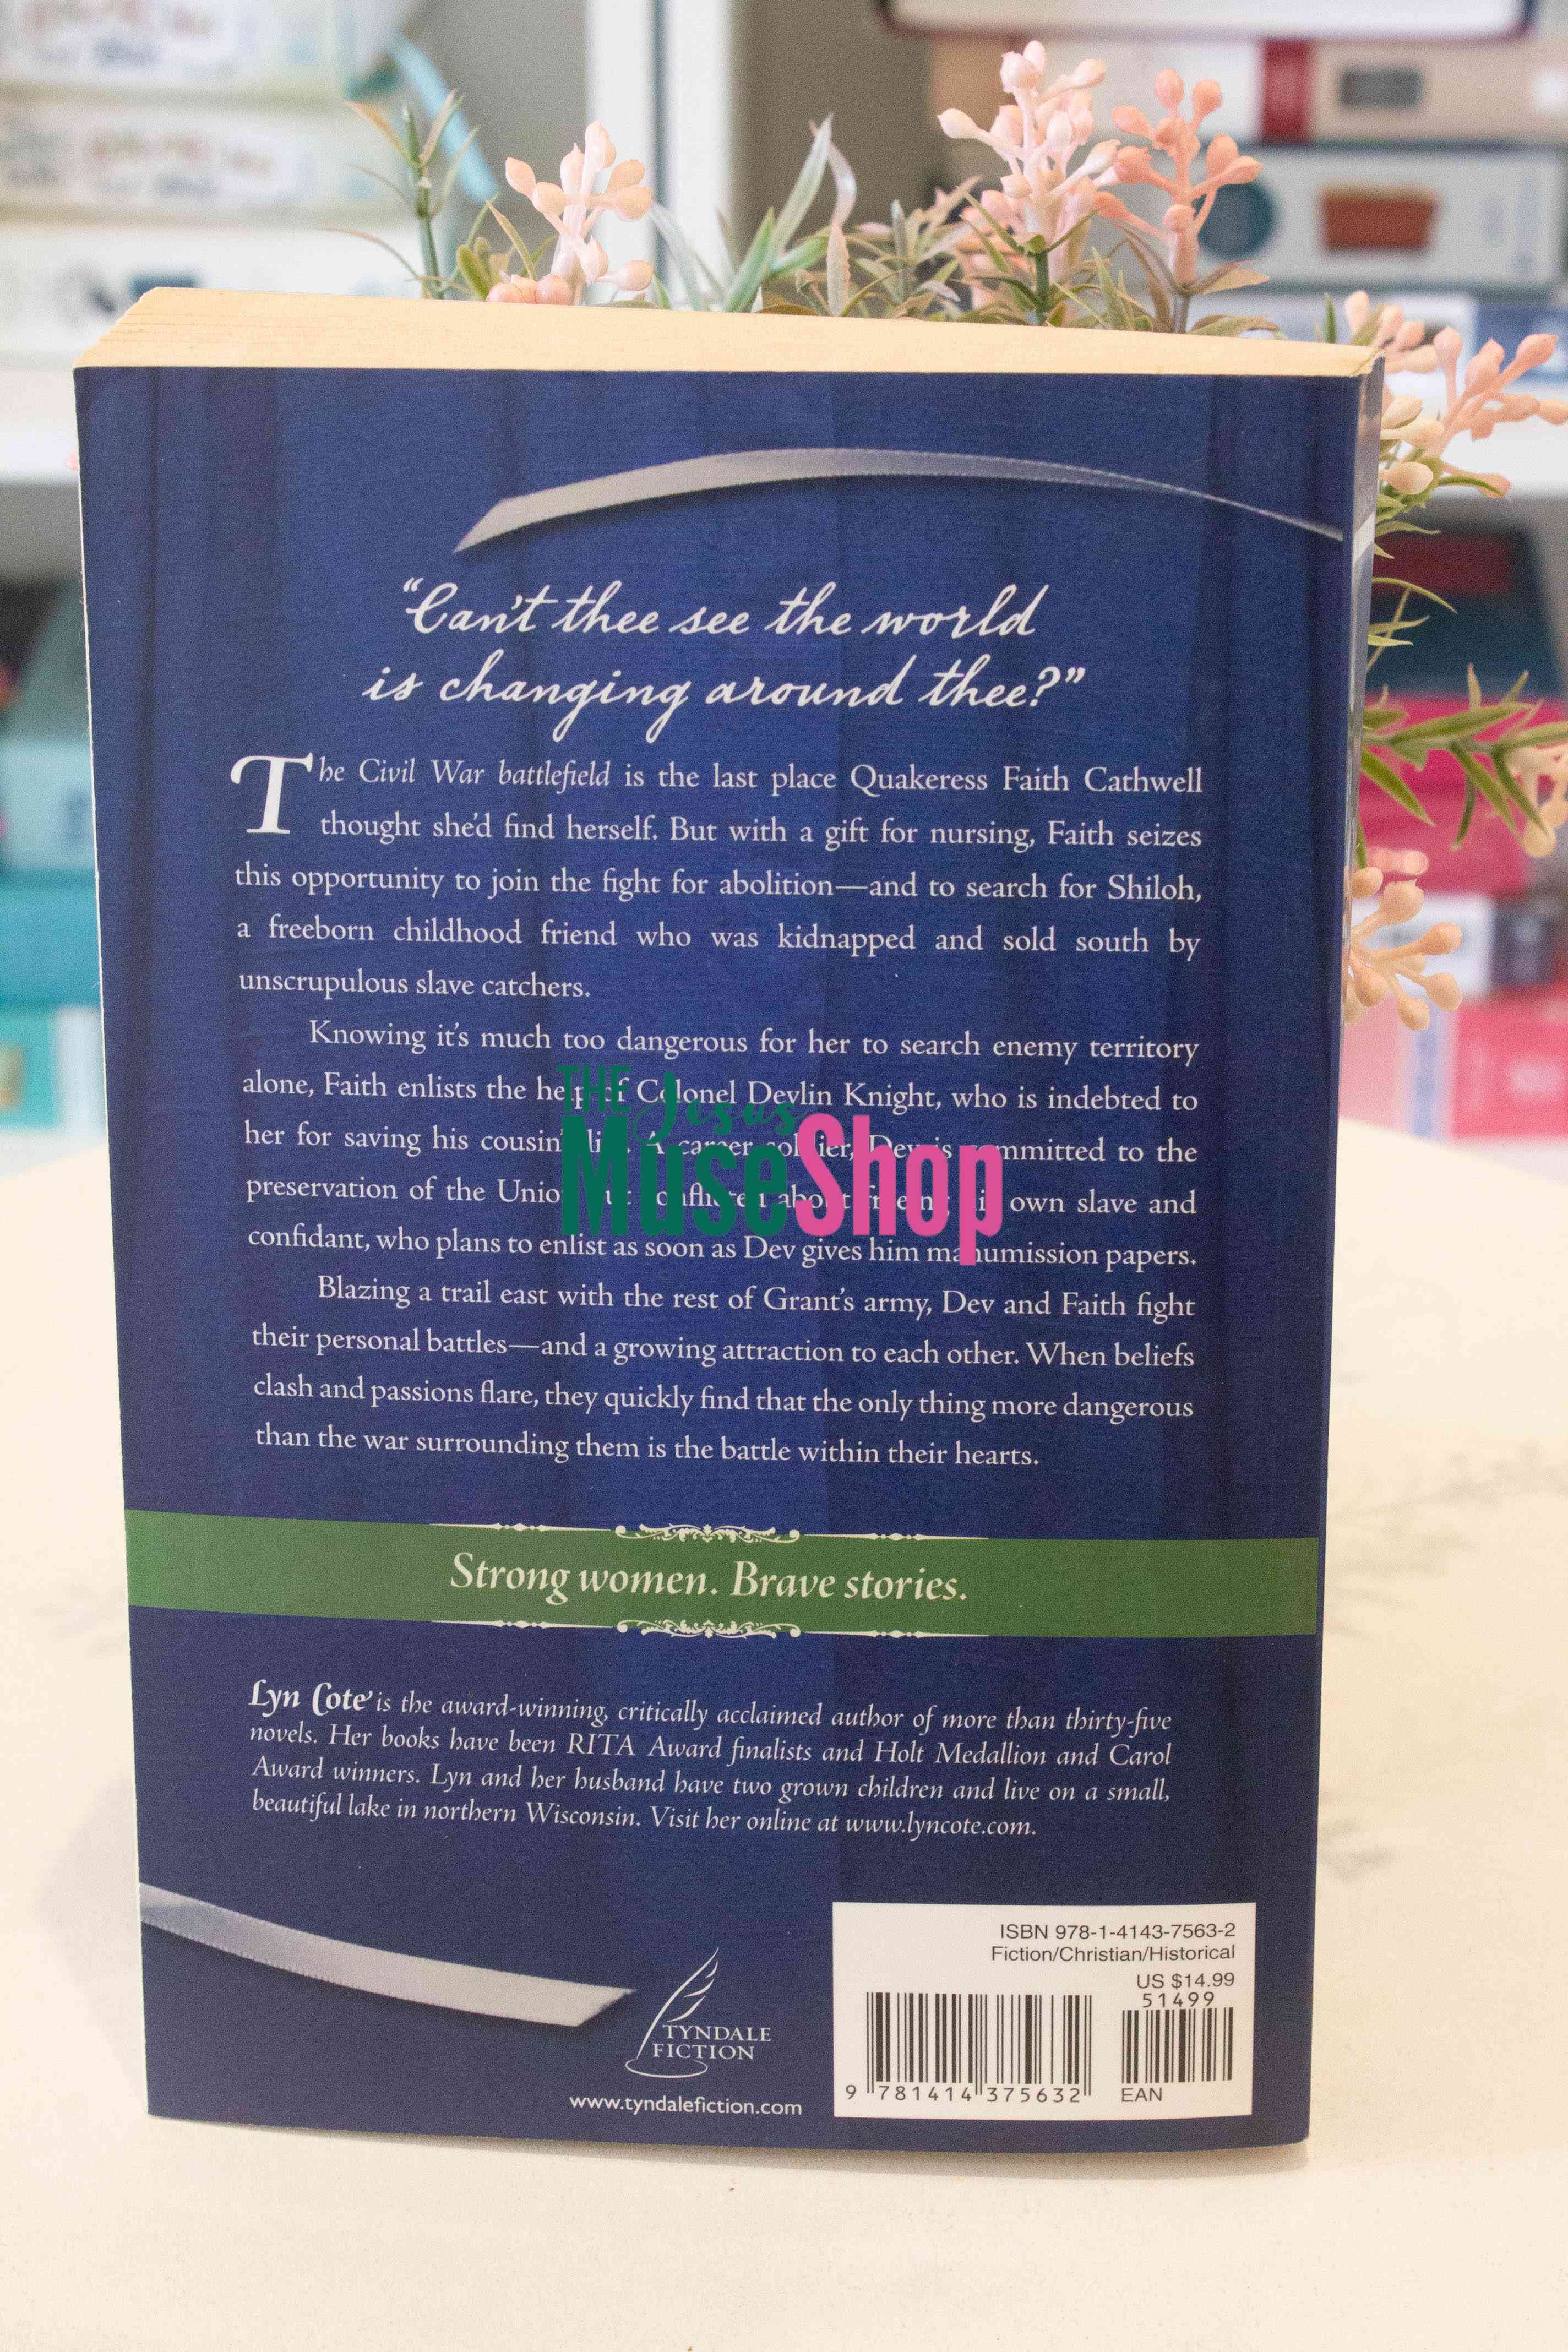 “Can't thee see the world
is changing around thee?”
The Civil War battlefield is the last place Quakeress Faith Cathwell
thought she'd find herself. But with a gift for nursing, Faith seizes
this opportunity to join the fight for abolition—and to search for Shiloh,
a freeborn childhood friend who was kidnapped and sold south by
unscrupulous slave catchers.
Knowing it's much too dangerous for her to search enemy territory
alone, Faith enlists the help of Colonel Devlin Knight, who is indebted to
her for saving his cousin's life. A career soldier, Dev is committed to the
preservation of the Union but conflicted about freeing his own slave and
confidant, who plans to enlist as soon as Dev gives him manumission papers.
THE Jesus
MuseShop
Blazing a trail east with the rest of Grant's army, Dev and Faith fight
their personal battles—and a growing attraction to each other. When beliefs
clash and passions flare, they quickly find that the only thing more dangerous
than the war surrounding them is the battle within their hearts.
Strong women. Brave stories.
Lyn Cote is the award-winning, critically acclaimed author of more than thirty-five
novels. Her books have been RITA Award finalists and Holt Medallion and Carol
Award winners. Lyn and her husband have two grown children and live on a small,
beautiful lake in northern Wisconsin. Visit her online at www.lyncote.com.
TYNDALE
FICTION
www.tyndalefiction.com
ISBN 978-1-4143-7563-2
Fiction/Christian/Historical
US $14.99
51499
9 781414 375632
EAN